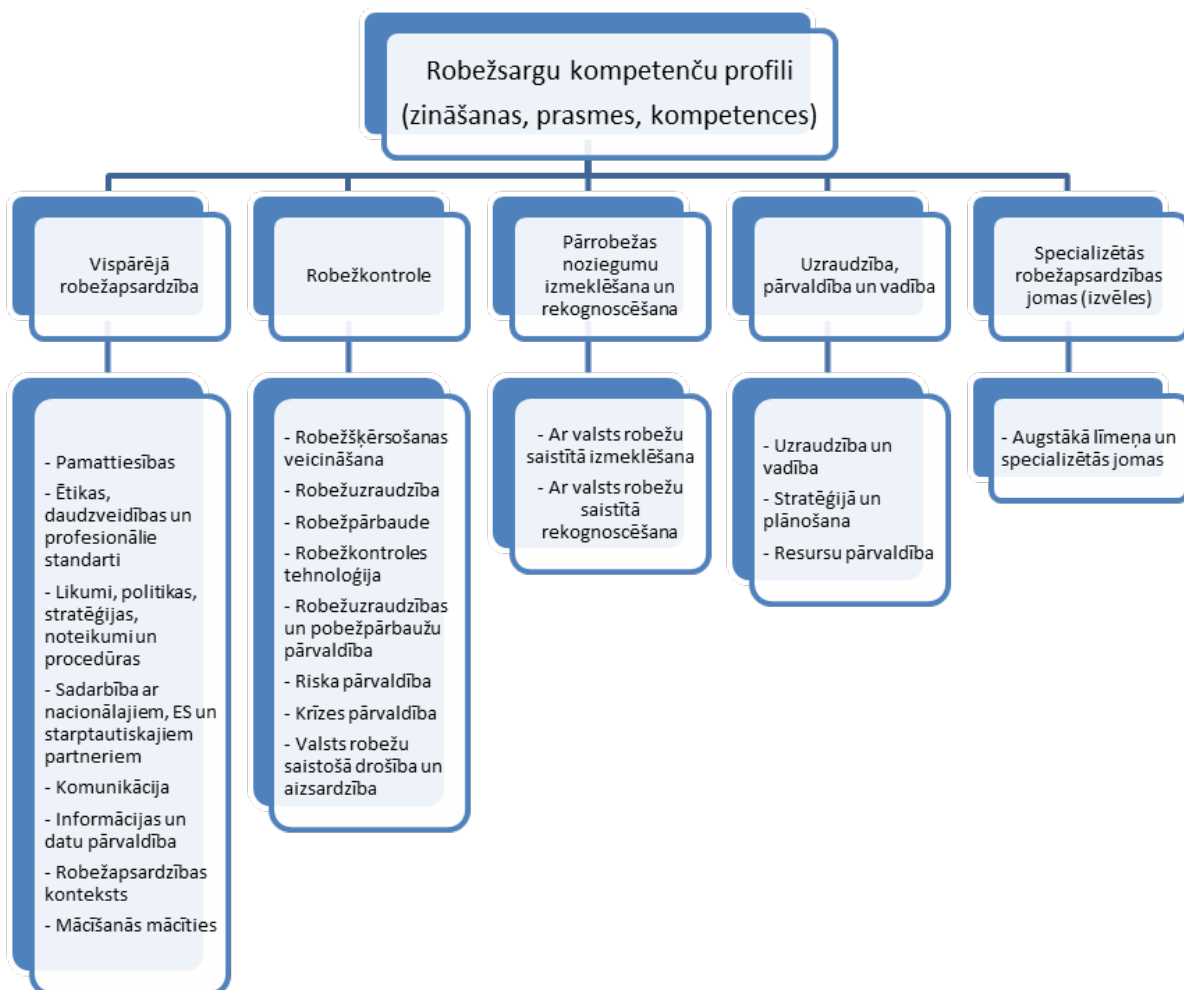 Robežsargu kompetenču profili
(zināšanas, prasmes, kompetences)
Vispārējā
robežapsardzība
Robežkontrole
Pārrobežas
noziegumu
izmeklēšana un
rekognoscēšana
Uzraudzība,
pārvaldība un vadība
Specializētās
robežapsardzības
jomas (izvēles)
- Pamattiesības
- Ētikas,
daudzveidības un
profesionālie
standarti
- Likumi, politikas,
stratēģijas,
noteikumi un
procedūras
- Sadarbība ar
nacionālajiem, ES un
starptautiskajiem
partneriem
- Komunikācija
- Informācijas un
datu pārvaldība
- Robežapsardzības
konteksts
- Mācīšanās mācīties
- Robežšķērsošanas
veicināšana
- Robežuzraudzība
- Robežpārbaude
- Robežkontroles
tehnoloģija
- Robežuzraudzības
un pobežpārbaužu
pārvaldība
- Riska pārvaldība
- Krīzes pārvaldība
- Valsts robežu
saistošā drošība un
aizsardzība
- Ar valsts robežu
saistītā izmeklēšana
- Ar valsts robežu
saistītā
rekognoscēšana
- Uzraudzība un
vadība
- Stratēģijā un
plānošana
- Resursu pārvaldība
- Augstākā līmeņa un
specializētās jomas